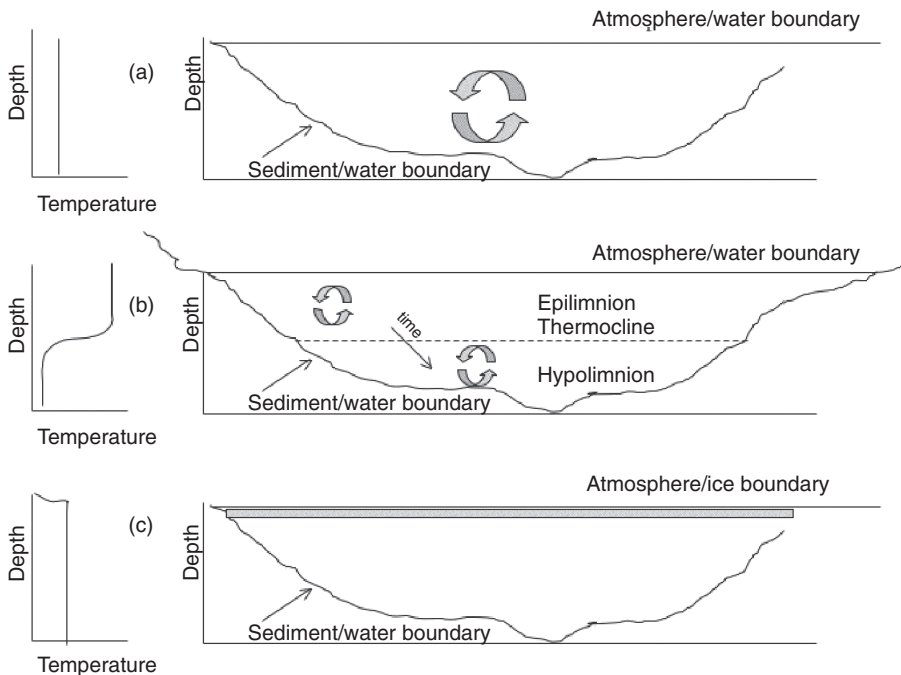 Atmosphere/water boundary
Depth
(a)
Depth
Sediment/water boundary
Temperature
Atmosphere/water boundary
Depth
(b)
Depth
Epilimnion
time
Thermocline
Hypolimnion
Sediment/water boundary
Temperature
Atmosphere/ice boundary
Depth
(c)
Depth
Sediment/water boundary
Temperature